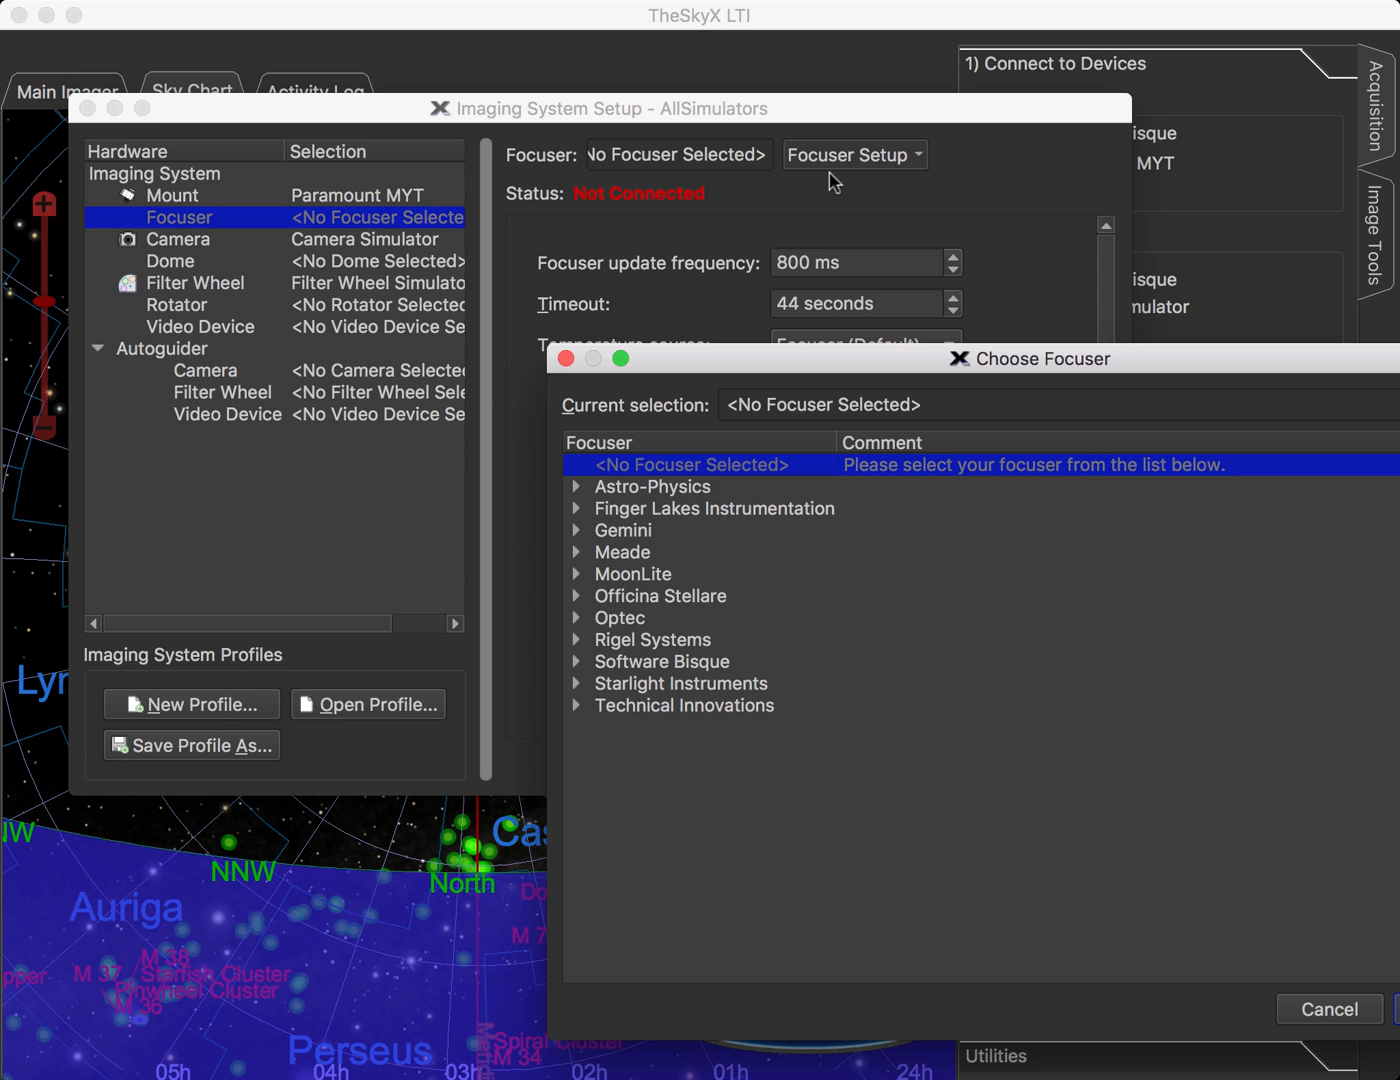 TheSkyX LTI
1) Connect to Devices
Acquisition
Image Tools
Main Imager
Sky Chart
Activity Log
Imaging System Setup - AllSimulators
isque
MYT
isque
mulator
Hardware Selection
Imaging System
Mount Paramount MYT
Focuser <No Focuser Selecte
Camera Camera Simulator
Dome <No Dome Selected>
Filter Wheel Filter Wheel Simulato
Rotator <No Rotator Selected
Video Device <No Video Device Se
Autoguider
Camera <No Camera Selected
Filter Wheel <No Filter Wheel Sele
Video Device <No Video Device Se
Imaging System Profiles
New Profile... Open Profile...
Save Profile As...
Focuser: No Focuser Selected> Focuser Setup
Status: Not Connected
Focuser update frequency: 800 ms
Timeout: 44 seconds
Temperature source: Focuser (Default)
Choose Focuser
Current selection: <No Focuser Selected>
Focuser Comment
<No Focuser Selected> Please select your focuser from the list below.
Astro-Physics
Finger Lakes Instrumentation
Gemini
Meade
MoonLite
Officina Stellare
Optec
Rigel Systems
Software Bisque
Starlight Instruments
Technical Innovations
Cancel
Utilities
Lyn
NW
NNW
North
Cas
Auriga
Do
M 7
M 38
pper
M 37 Starfish Cluster
Pinwheel Cluster
M 36
Perseus
Spiral Cluster
M 34
05h 04h 03h 02h 01h 24h